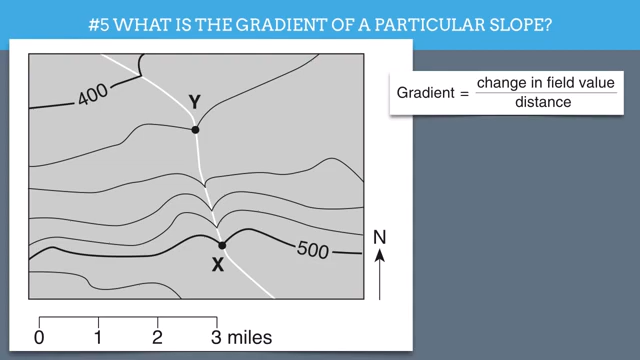 #5 WHAT IS THE GRADIENT OF A PARTICULAR SLOPE?
400
Y
Gradient = change in field value
distance
X
500
N
0 1 2 3 miles